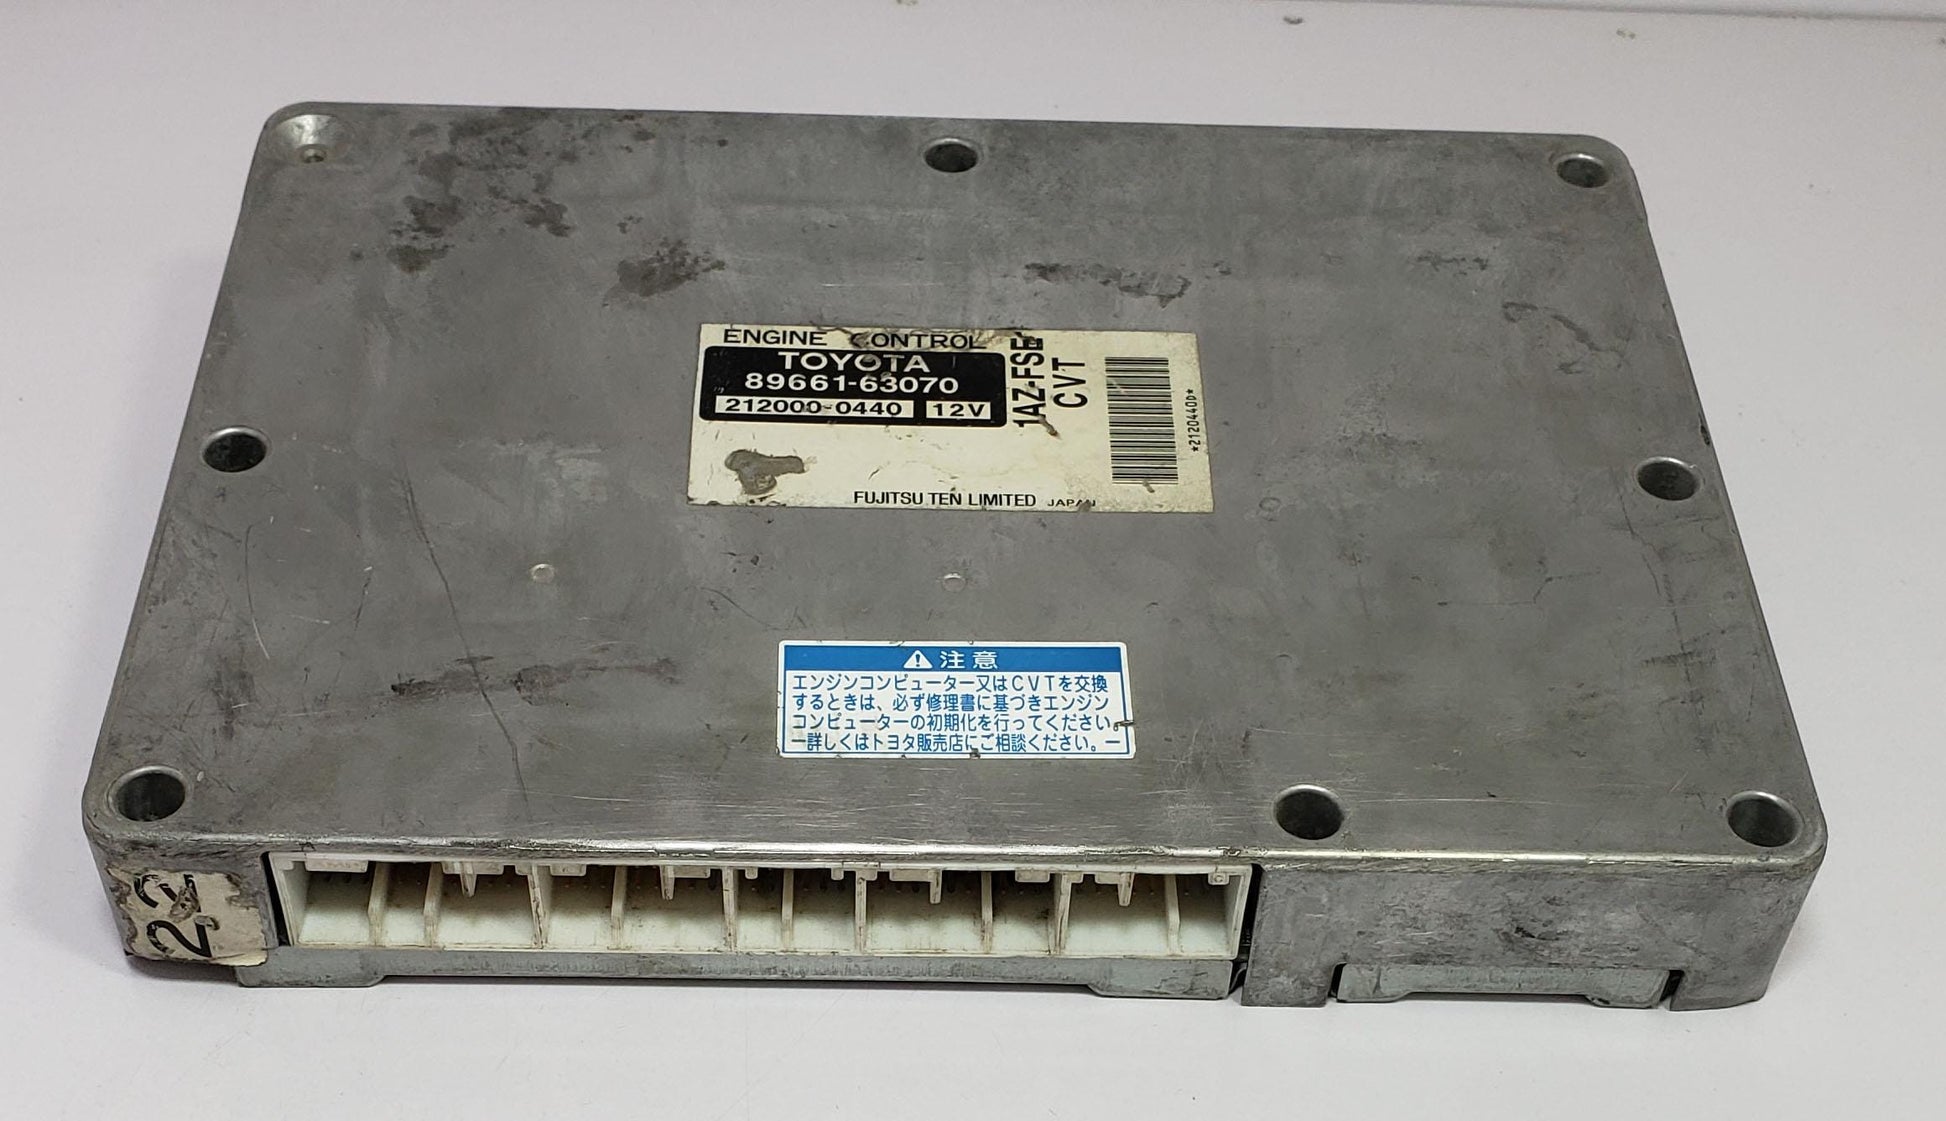 ENGINE CONTROL
TOYOTA
89661-63070
212000-0440 12V
1AZ-FSE
CVT
*2120440D*
FUJITSU TEN LIMITED JAPAN
⚠ 注意
エンジンコンピューター又はCVTを交換
するときは、必ず修理書に基づきエンジン
コンピューターの初期化を行ってください。
ー詳しくはトヨタ販売店にご相談ください。ー